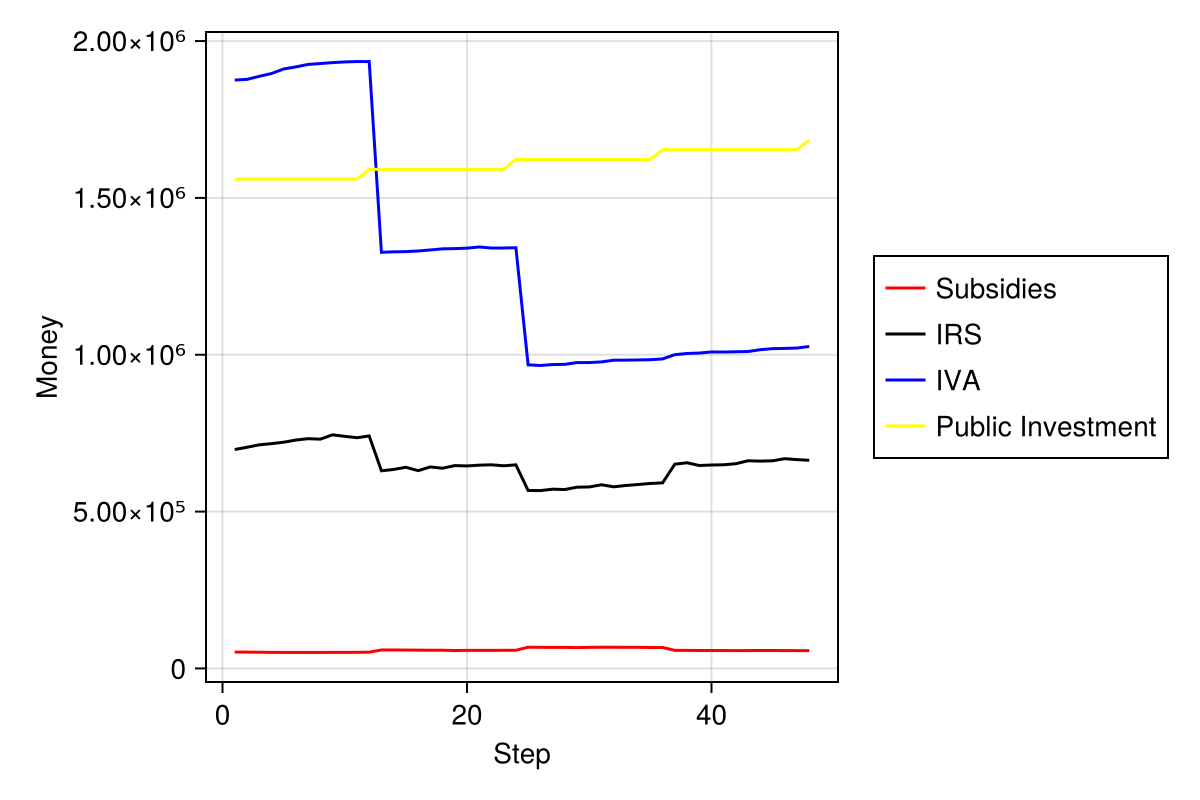 2.00×10⁶
1.50×10⁶
1.00×10⁶
5.00×10⁵
0
Money
0
20
40
Step
Subsidies
IRS
IVA
Public Investment